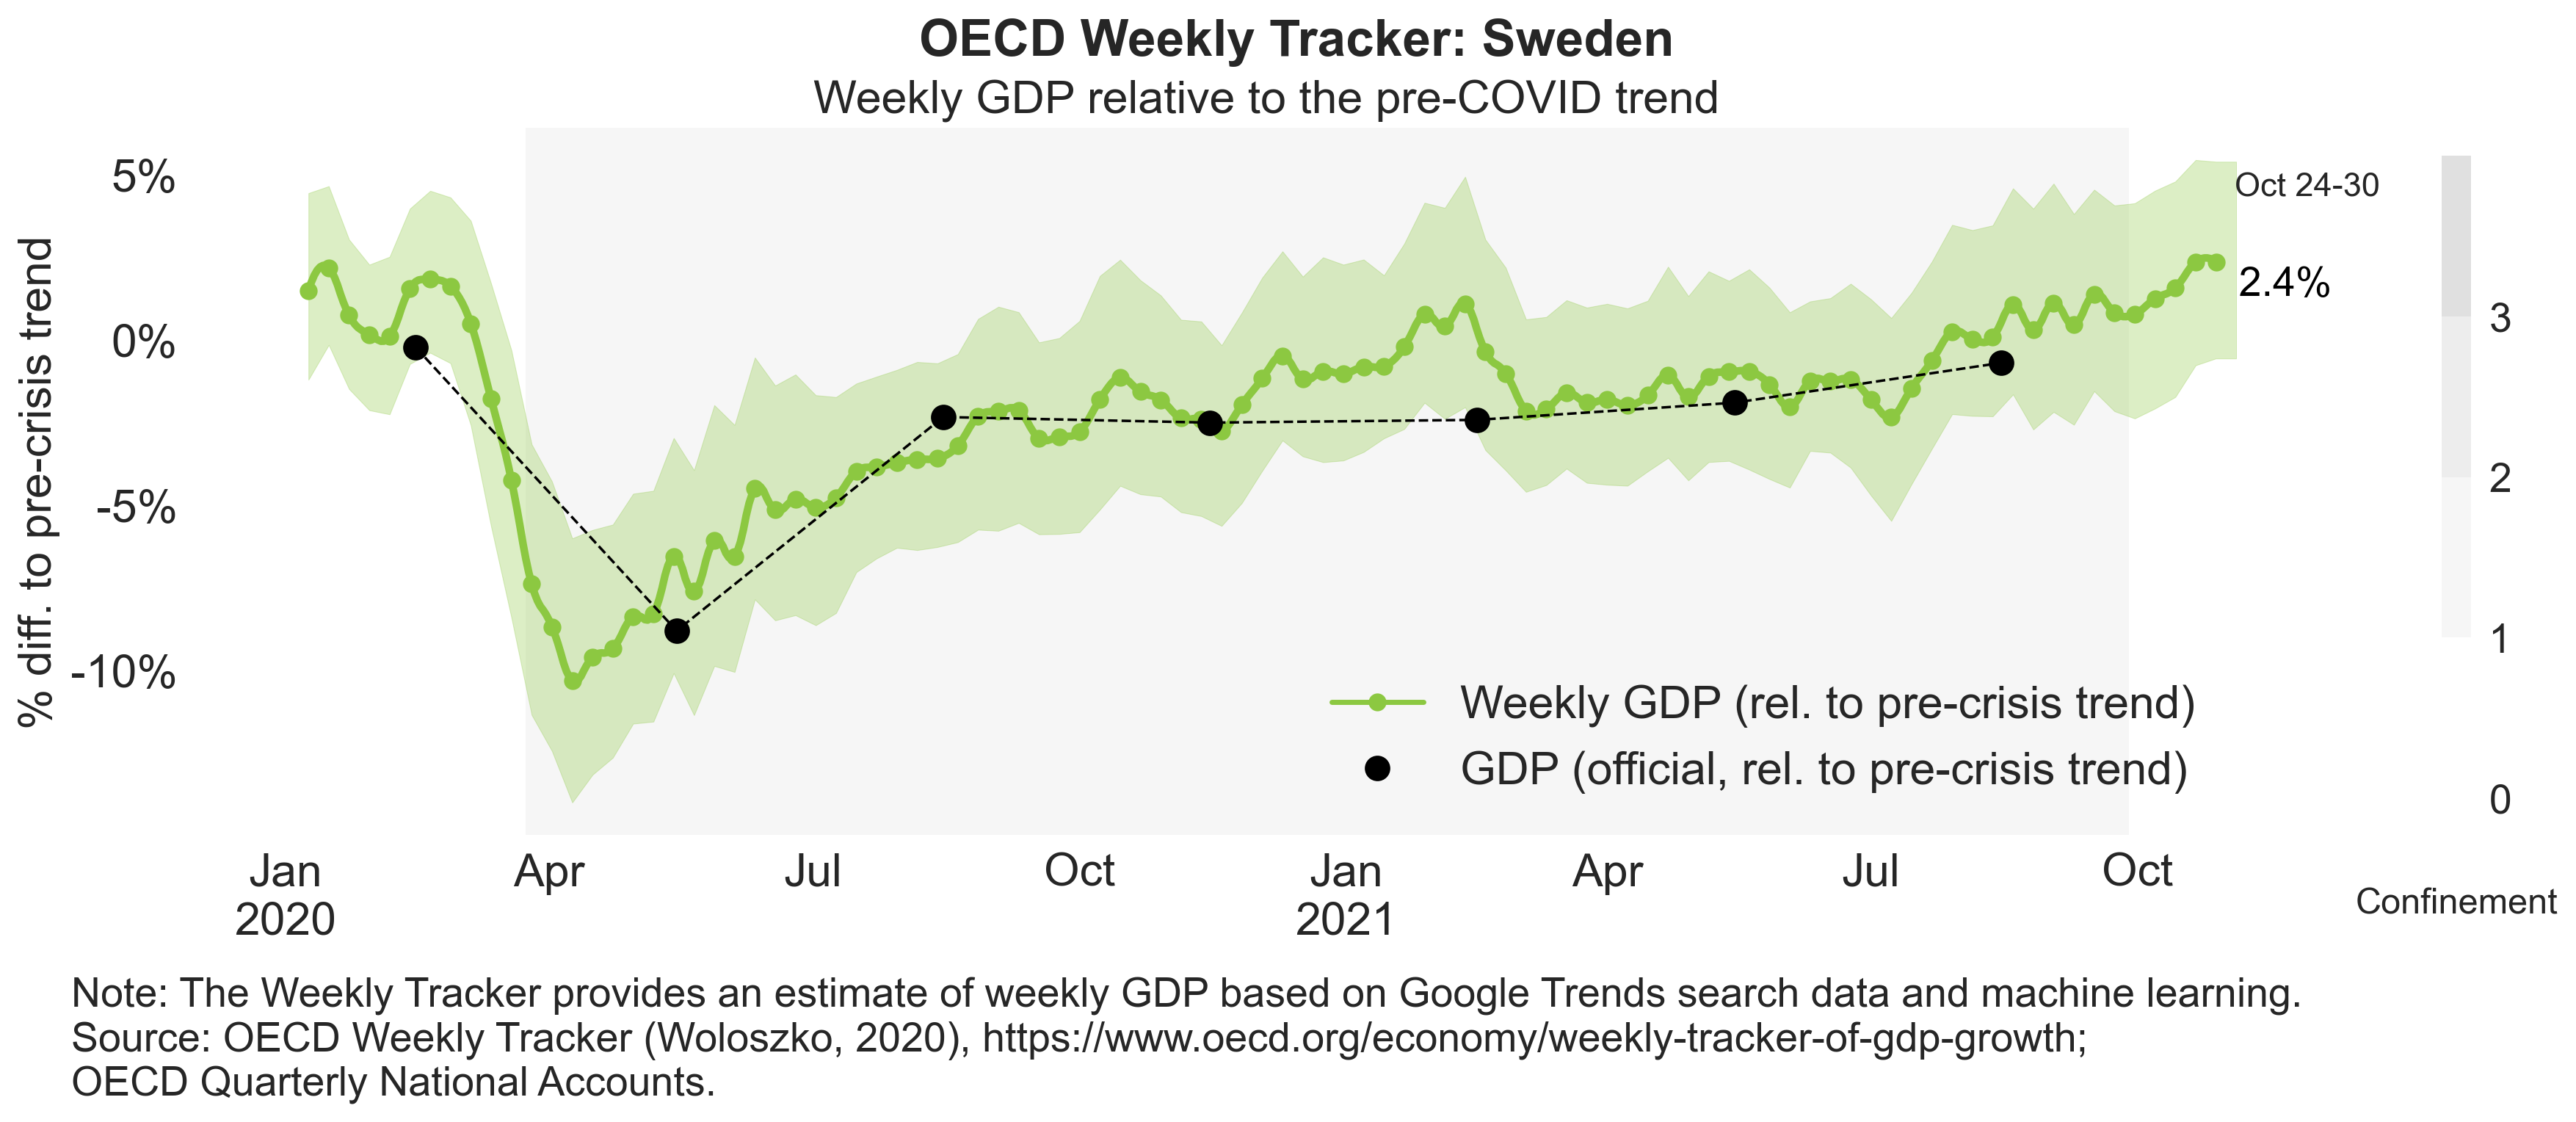 OECD Weekly Tracker: Sweden
Weekly GDP relative to the pre-COVID trend
% diff. to pre-crisis trend
5%
0%
-5%
-10%
Oct 24-30
2.4%
3
2
1
0
Confinement
Weekly GDP (rel. to pre-crisis trend)
GDP (official, rel. to pre-crisis trend)
Jan Apr Jul Oct Jan Apr Jul Oct
2020 2021
Note: The Weekly Tracker provides an estimate of weekly GDP based on Google Trends search data and machine learning.
Source: OECD Weekly Tracker (Woloszko, 2020), https://www.oecd.org/economy/weekly-tracker-of-gdp-growth;
OECD Quarterly National Accounts.